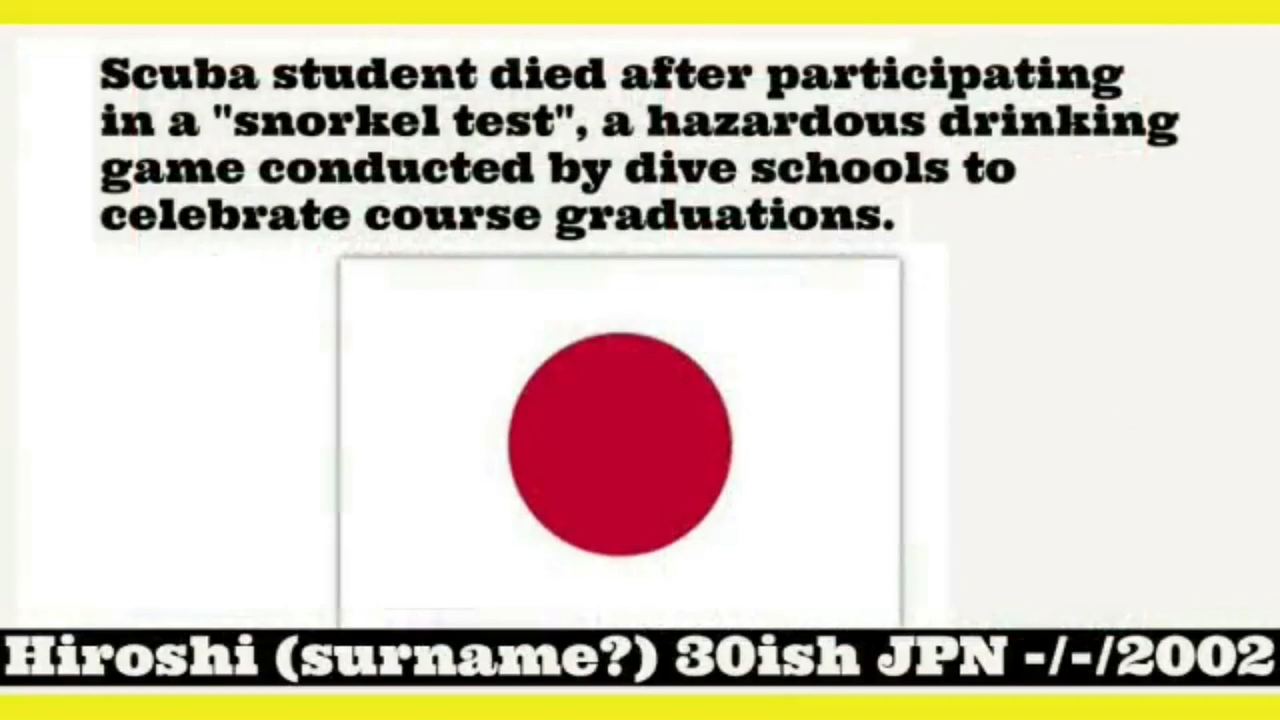 Scuba student died after participating
in a "snorkel test", a hazardous drinking
game conducted by dive schools to
celebrate course graduations.
Hiroshi (surname?) 30ish JPN -/-/2002